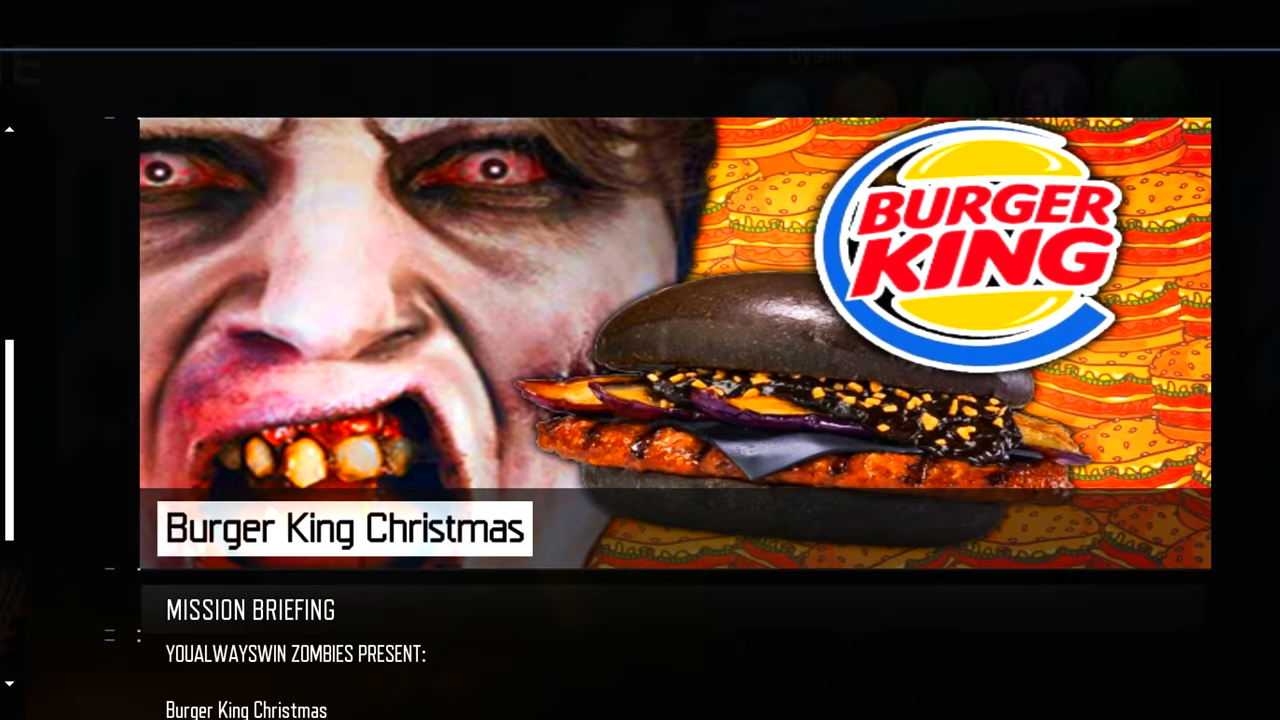 BURGER
KING
Burger King Christmas
MISSION BRIEFING
YOUALWAYSWIN ZOMBIES PRESENT:
Burger King Christmas